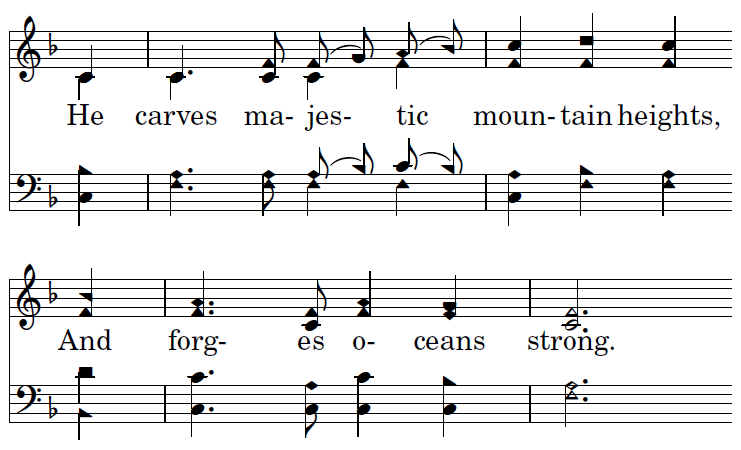 He carves ma- jes- tic moun- tain heights,
And forg- es o- ceans strong.